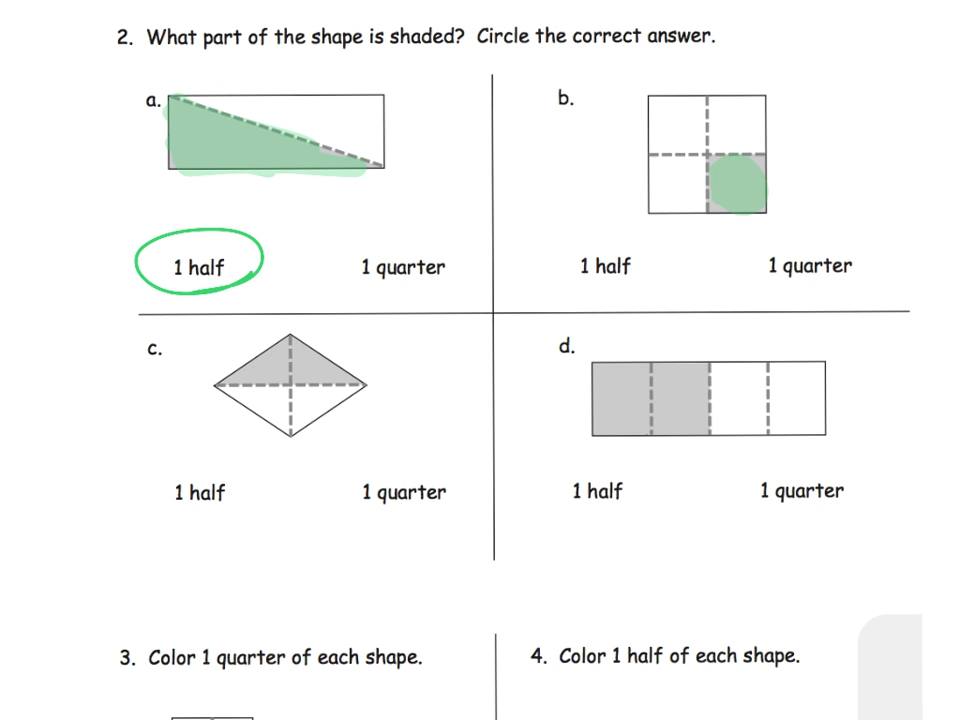 2. What part of the shape is shaded? Circle the correct answer.
a.
b.
1 half 1 quarter
1 half 1 quarter
c.
d.
1 half 1 quarter
1 half 1 quarter
3. Color 1 quarter of each shape.
4. Color 1 half of each shape.